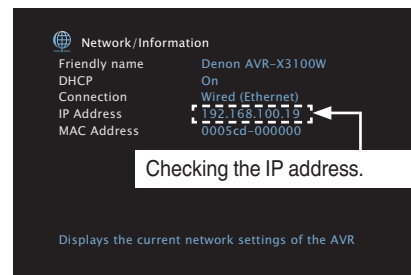 Network/Information
Friendly name Denon AVR-X3100W
DHCP On
Connection Wired (Ethernet)
IP Address 192.168.100.19
MAC Address 0005cd-000000
Checking the IP address.
Displays the current network settings of the AVR